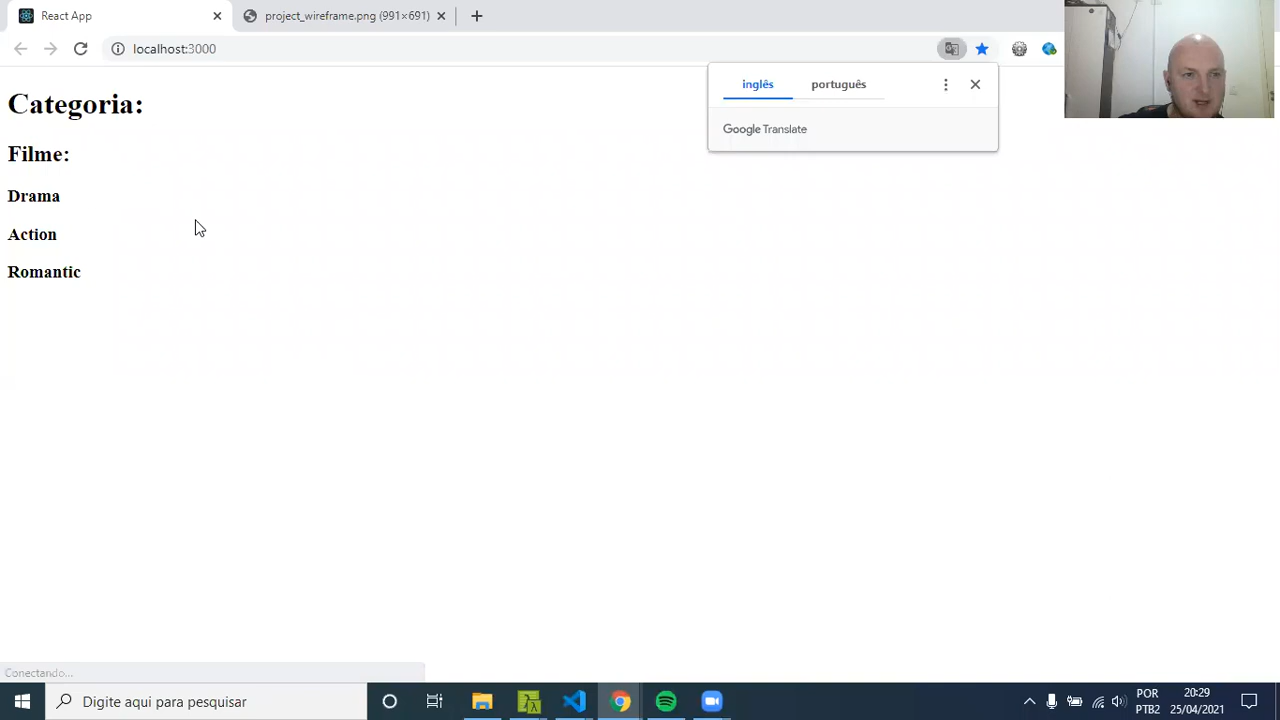 React App
project_wireframe.png (991×691)
localhost:3000
inglês
português
Google Translate
Categoria:
Filme:
Drama
Action
Romantic
Conectando...
Digite aqui para pesquisar
POR
PTB2
20:29
25/04/2021